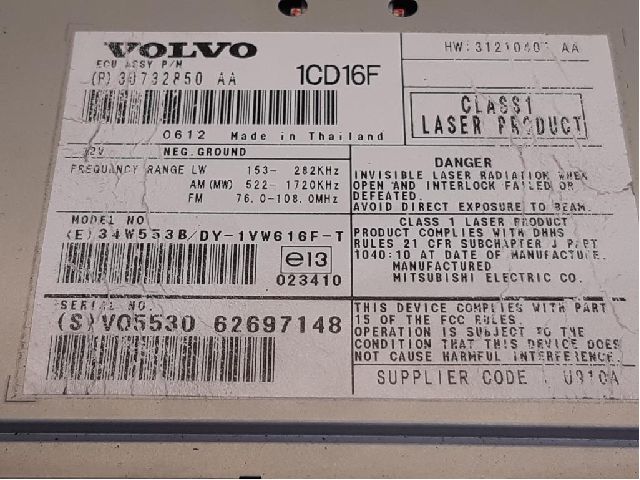 VOLVO
ECU ASSY P/N
(P) 30732850 AA
1CD16F
HW: 31210407 AA
CLASS1
LASER PRODUCT
0612 Made in Thailand
12V NEG.GROUND
FREQUENCY RANGE LW 153- 282KHz
AM (MW) 522- 1720KHz
FM 76.0-108.0MHz
MODEL NO
(E) 34W553B/DY-1VW616F-T
e13
023410
SERIAL NO.
(S) VO5530 62697148
DANGER
INVISIBLE LASER RADIATION WHEN
OPEN AND INTERLOCK FAILED OR
DEFEATED.
AVOID DIRECT EXPOSURE TO BEAM.
CLASS 1 LASER PRODUCT
PRODUCT COMPLIES WITH DHHS
RULES 21 CFR SUBCHAPTER J PART
1040:10 AT DATE OF MANUFACTURE.
MANUFACTURED
MITSUBISHI ELECTRIC CO.
THIS DEVICE COMPLIES WITH PART
15 OF THE FCC RULES.
OPERATION IS SUBJECT TO THE
CONDITION THAT THIS DEVICE DOES
NOT CAUSE HARMFUL INTERFERENCE.
SUPPLIER CODE : U910A